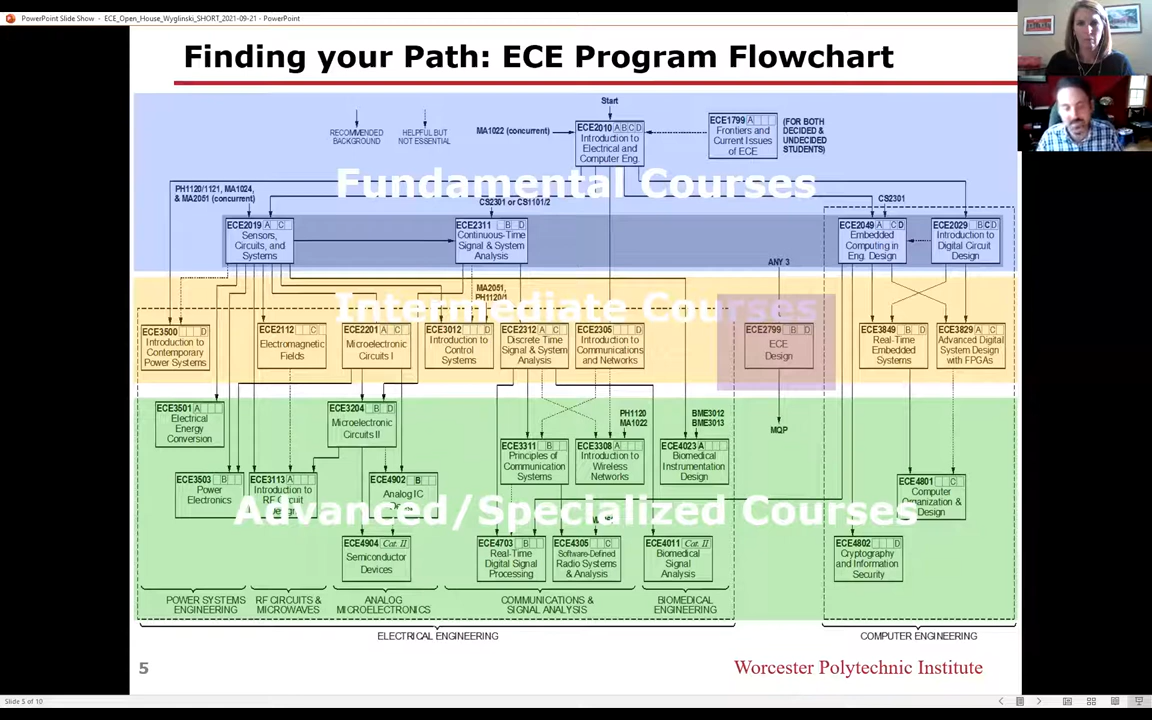 PowerPoint Slide Show - ECE_Open_House_Wyglinski_SHORT_2021-09-21 - PowerPoint
Finding your Path: ECE Program Flowchart
Start
RECOMMENDED
BACKGROUND
HELPFUL BUT
NOT ESSENTIAL
MA1022 (concurrent)
ECE2010 A B C D
Introduction to
Electrical and
Computer Eng.
ECE1799 A
Frontiers and
Current Issues
of ECE
(FOR BOTH
DECIDED &
UNDECIDED
STUDENTS)
Fundamental Courses
PH1120/1121, MA1024,
& MA2051 (concurrent)
CS2301 or CS1101/2
CS2301
ECE2019 A C
Sensors,
Circuits, and
Systems
ECE2311 B D
Continuous-Time
Signal & System
Analysis
ECE2049 A C D
Embedded
Computing in
Eng. Design
ECE2029 B C D
Introduction to
Digital Circuit
Design
ANY 3
MA2051,
PH1120/1
Intermediate Courses
ECE3500 D
Introduction to
Contemporary
Power Systems
ECE2112 C
Electromagnetic
Fields
ECE2201 A C
Microelectronic
Circuits I
ECE3012 D
Introduction to
Control
Systems
ECE2312 A C
Discrete Time
Signal & System
Analysis
ECE2305
Introduction to
Communications
and Networks
ECE2799 B D
ECE
Design
ECE3849 B D
Real-Time
Embedded
Systems
ECE3829 A C
Advanced Digital
System Design
with FPGAs
ECE3501 A
Electrical
Energy
Conversion
ECE3204 B D
Microelectronic
Circuits II
PH1120
MA1022
BME3012
BME3013
MQP
ECE3311 B
Principles of
Communication
Systems
ECE3308 A
Introduction to
Wireless
Networks
ECE4023 A
Biomedical
Instrumentation
Design
ECE3503 B
Power
Electronics
ECE3113 A
Introduction to
RF Circuit
ECE4902 B
Analog IC
ECE4801 C
Computer
Organization &
Design
Advanced/Specialized Courses
ECE4904 Cat. II
Semiconductor
Devices
ECE4703 B
Real-Time
Digital Signal
Processing
ECE4305 C
Software-Defined
Radio Systems
& Analysis
ECE4011 Cat. II
Biomedical
Signal
Analysis
ECE4802 D
Cryptography
and Information
Security
POWER SYSTEMS
ENGINEERING
RF CIRCUITS &
MICROWAVES
ANALOG
MICROELECTRONICS
COMMUNICATIONS &
SIGNAL ANALYSIS
BIOMEDICAL
ENGINEERING
ELECTRICAL ENGINEERING
COMPUTER ENGINEERING
5
Worcester Polytechnic Institute
Slide 5 of 10